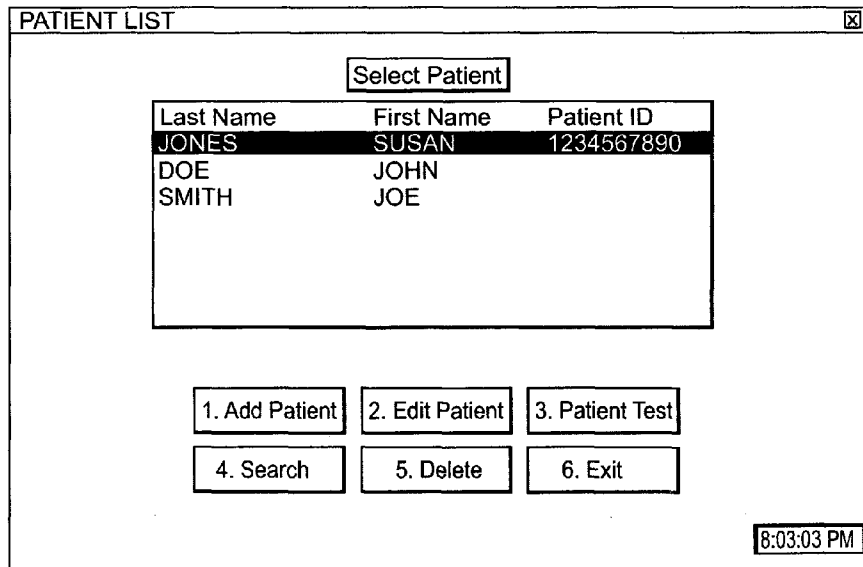 PATIENT LIST
Select Patient
Last Name First Name Patient ID
JONES SUSAN 1234567890
DOE JOHN
SMITH JOE
1. Add Patient 2. Edit Patient 3. Patient Test
4. Search 5. Delete 6. Exit
8:03:03 PM